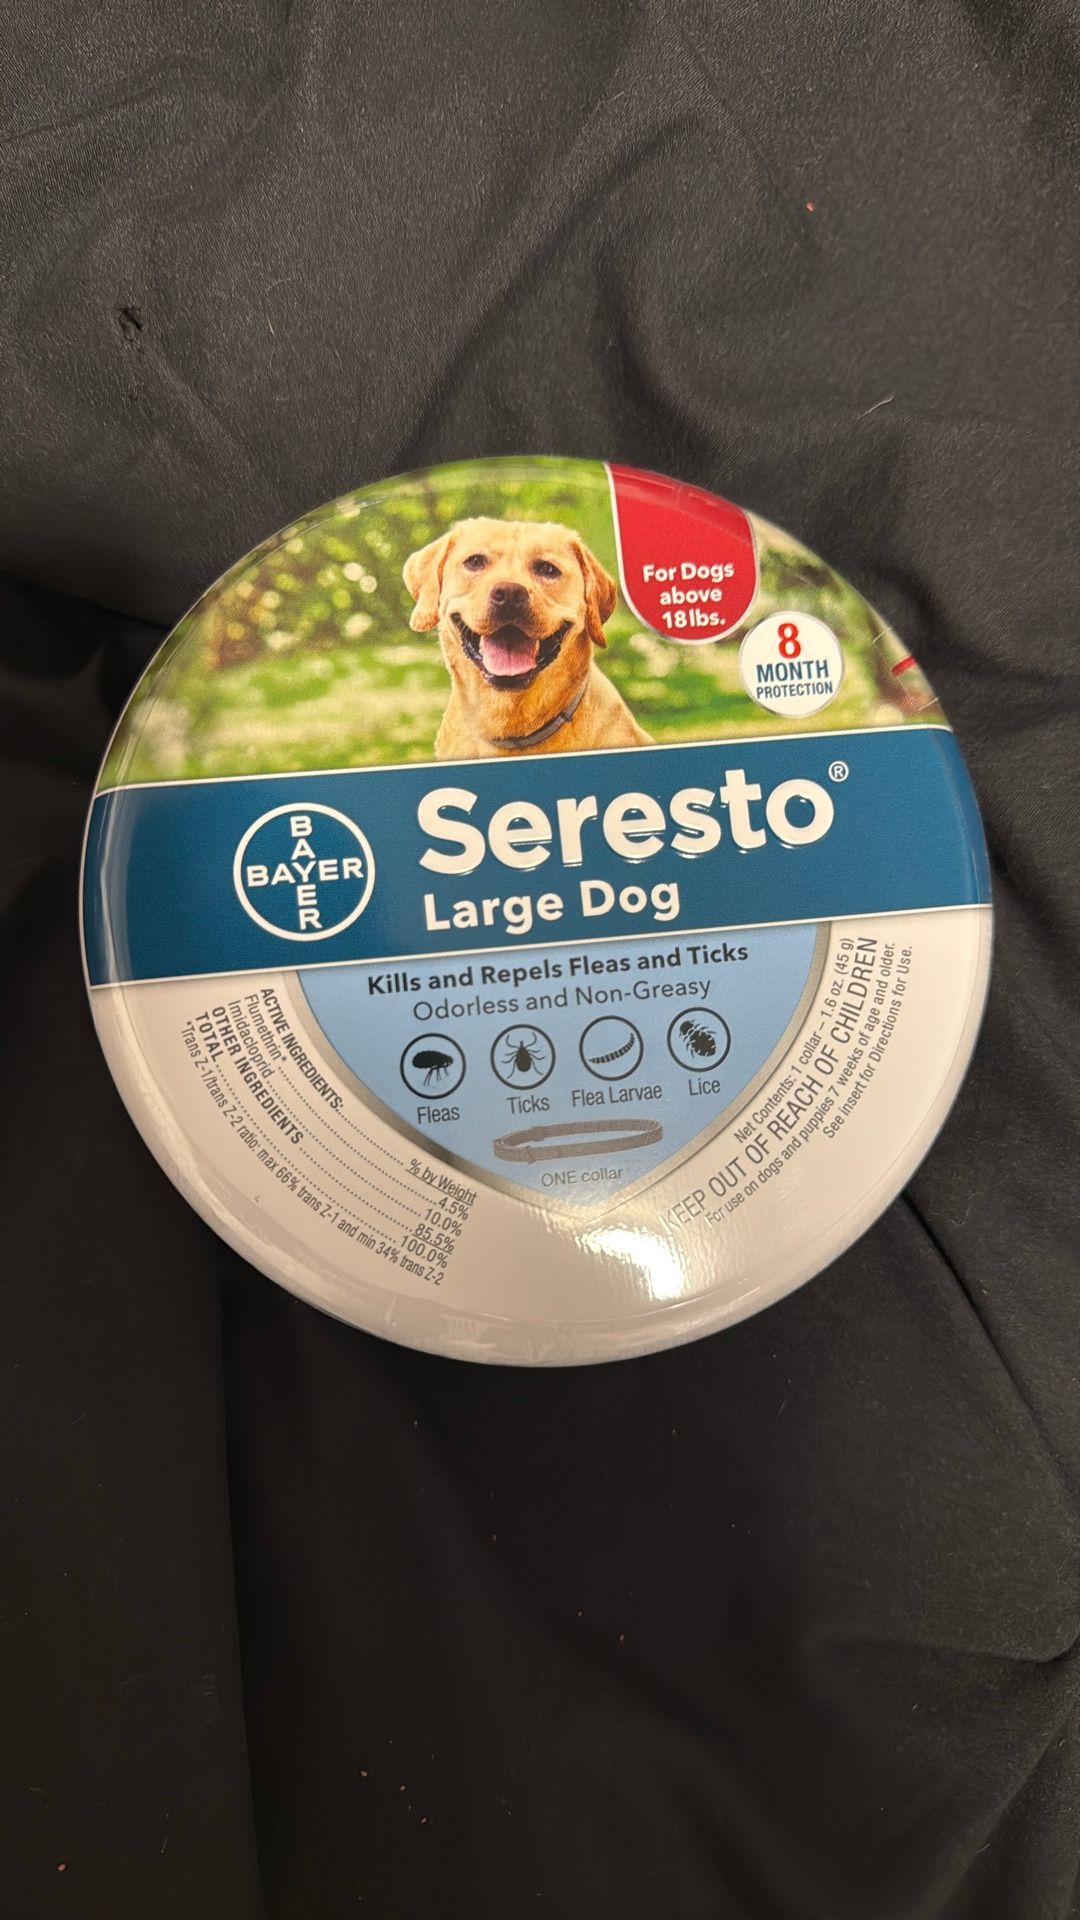 For Dogs
above
18 lbs.
8
MONTH
PROTECTION
BAYER
BAYER
Seresto®
Large Dog
Kills and Repels Fleas and Ticks
Odorless and Non-Greasy
Fleas
Ticks
Flea Larvae
Lice
ONE collar
ACTIVE INGREDIENTS: % by Weight
Flumethrin* 4.5%
Imidacloprid 10.0%
OTHER INGREDIENTS 85.5%
TOTAL 100.0%
*Trans Z-1/trans Z-2 ratio: max 66% trans Z-1 and min 34% trans Z-2
Net Contents: 1 collar – 1.6 oz. (45 g)
KEEP OUT OF REACH OF CHILDREN
For use on dogs and puppies 7 weeks of age and older.
See insert for Directions for Use.